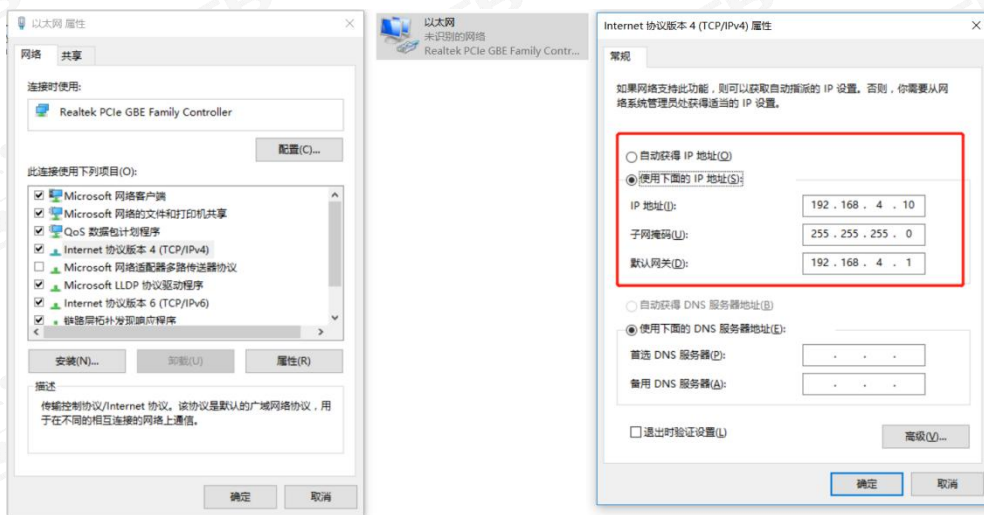 以太网 属性
网络
共享
连接时使用:
Realtek PCIe GBE Family Controller
配置(C)...
此连接使用下列项目(O):
Microsoft 网络客户端
Microsoft 网络的文件和打印机共享
QoS 数据包计划程序
Internet 协议版本 4 (TCP/IPv4)
Microsoft 网络适配器多路传送器协议
Microsoft LLDP 协议驱动程序
Internet 协议版本 6 (TCP/IPv6)
链路层拓扑发现响应程序
安装(N)...
卸载(U)
属性(R)
描述
传输控制协议/Internet 协议。该协议是默认的广域网络协议，用
于在不同的相互连接的网络上通信。
确定
取消
以太网
未识别的网络
Realtek PCIe GBE Family Contr...
Internet 协议版本 4 (TCP/IPv4) 属性
常规
如果网络支持此功能，则可以获取自动指派的 IP 设置。否则，你需要从网
络系统管理员处获得适当的 IP 设置。
自动获得 IP 地址(O)
使用下面的 IP 地址(S):
IP 地址(I):
192 . 168 . 4 . 10
子网掩码(U):
255 . 255 . 255 . 0
默认网关(D):
192 . 168 . 4 . 1
自动获得 DNS 服务器地址(B)
使用下面的 DNS 服务器地址(E):
首选 DNS 服务器(P):
备用 DNS 服务器(A):
退出时验证设置(L)
高级(V)...
确定
取消